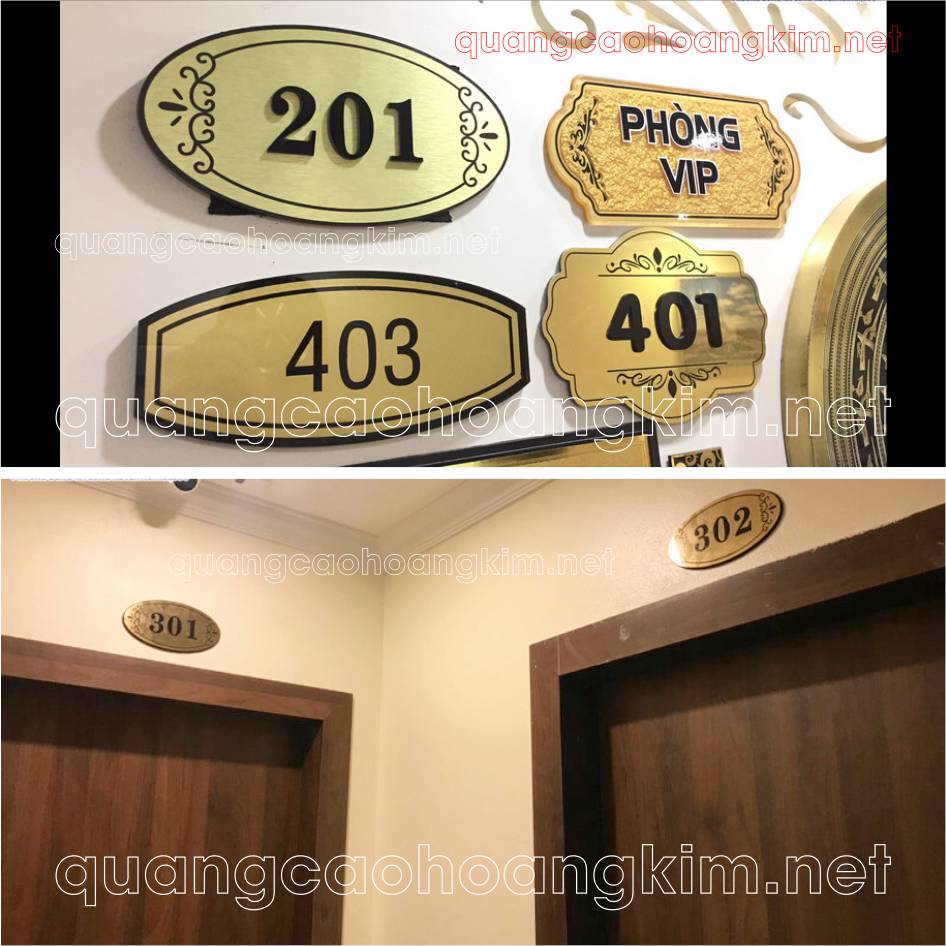 quangcaohoangkim.net
201
PHÒNG
VIP
quangcaohoangkim.net
403
401
quangcaohoangkim.net
302
quangcaohoangkim.net
301
quangcaohoangkim.net